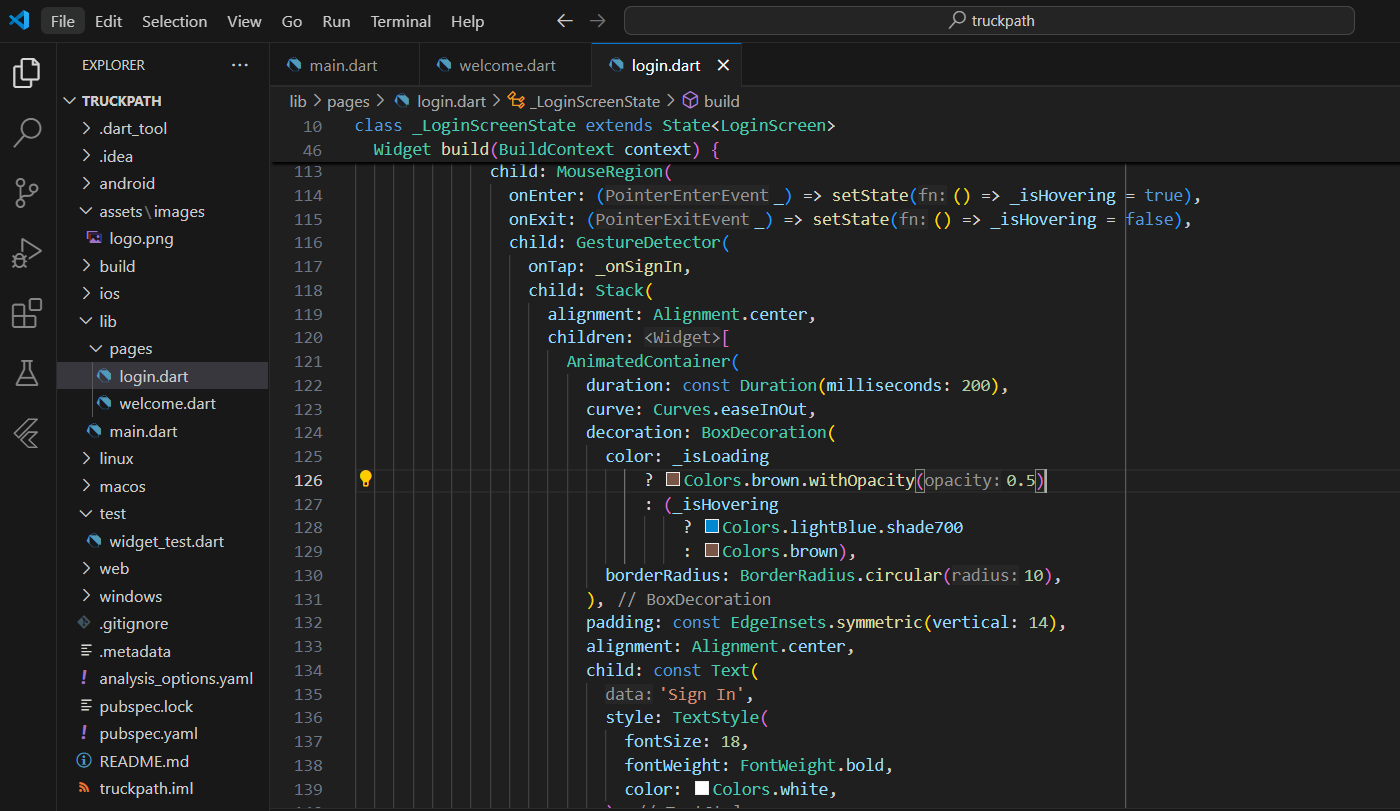 File Edit Selection View Go Run Terminal Help
truckpath
EXPLORER
TRUCKPATH
.dart_tool
.idea
android
assets\images
logo.png
build
ios
lib
pages
login.dart
welcome.dart
main.dart
linux
macos
test
widget_test.dart
web
windows
.gitignore
.metadata
analysis_options.yaml
pubspec.lock
pubspec.yaml
README.md
truckpath.iml
main.dart welcome.dart login.dart
lib > pages > login.dart > _LoginScreenState > build
10 class _LoginScreenState extends State<LoginScreen>
46 Widget build(BuildContext context) {
113 child: MouseRegion(
114 onEnter: (PointerEnterEvent _) => setState(fn: () => _isHovering = true),
115 onExit: (PointerExitEvent _) => setState(fn: () => _isHovering = false),
116 child: GestureDetector(
117 onTap: _onSignIn,
118 child: Stack(
119 alignment: Alignment.center,
120 children: <Widget>[
121 AnimatedContainer(
122 duration: const Duration(milliseconds: 200),
123 curve: Curves.easeInOut,
124 decoration: BoxDecoration(
125 color: _isLoading
126 ? Colors.brown.withOpacity(opacity: 0.5)
127 : (_isHovering
128 ? Colors.lightBlue.shade700
129 : Colors.brown),
130 borderRadius: BorderRadius.circular(radius: 10),
131 ), // BoxDecoration
132 padding: const EdgeInsets.symmetric(vertical: 14),
133 alignment: Alignment.center,
134 child: const Text(
135 data: 'Sign In',
136 style: TextStyle(
137 fontSize: 18,
138 fontWeight: FontWeight.bold,
139 color: Colors.white,